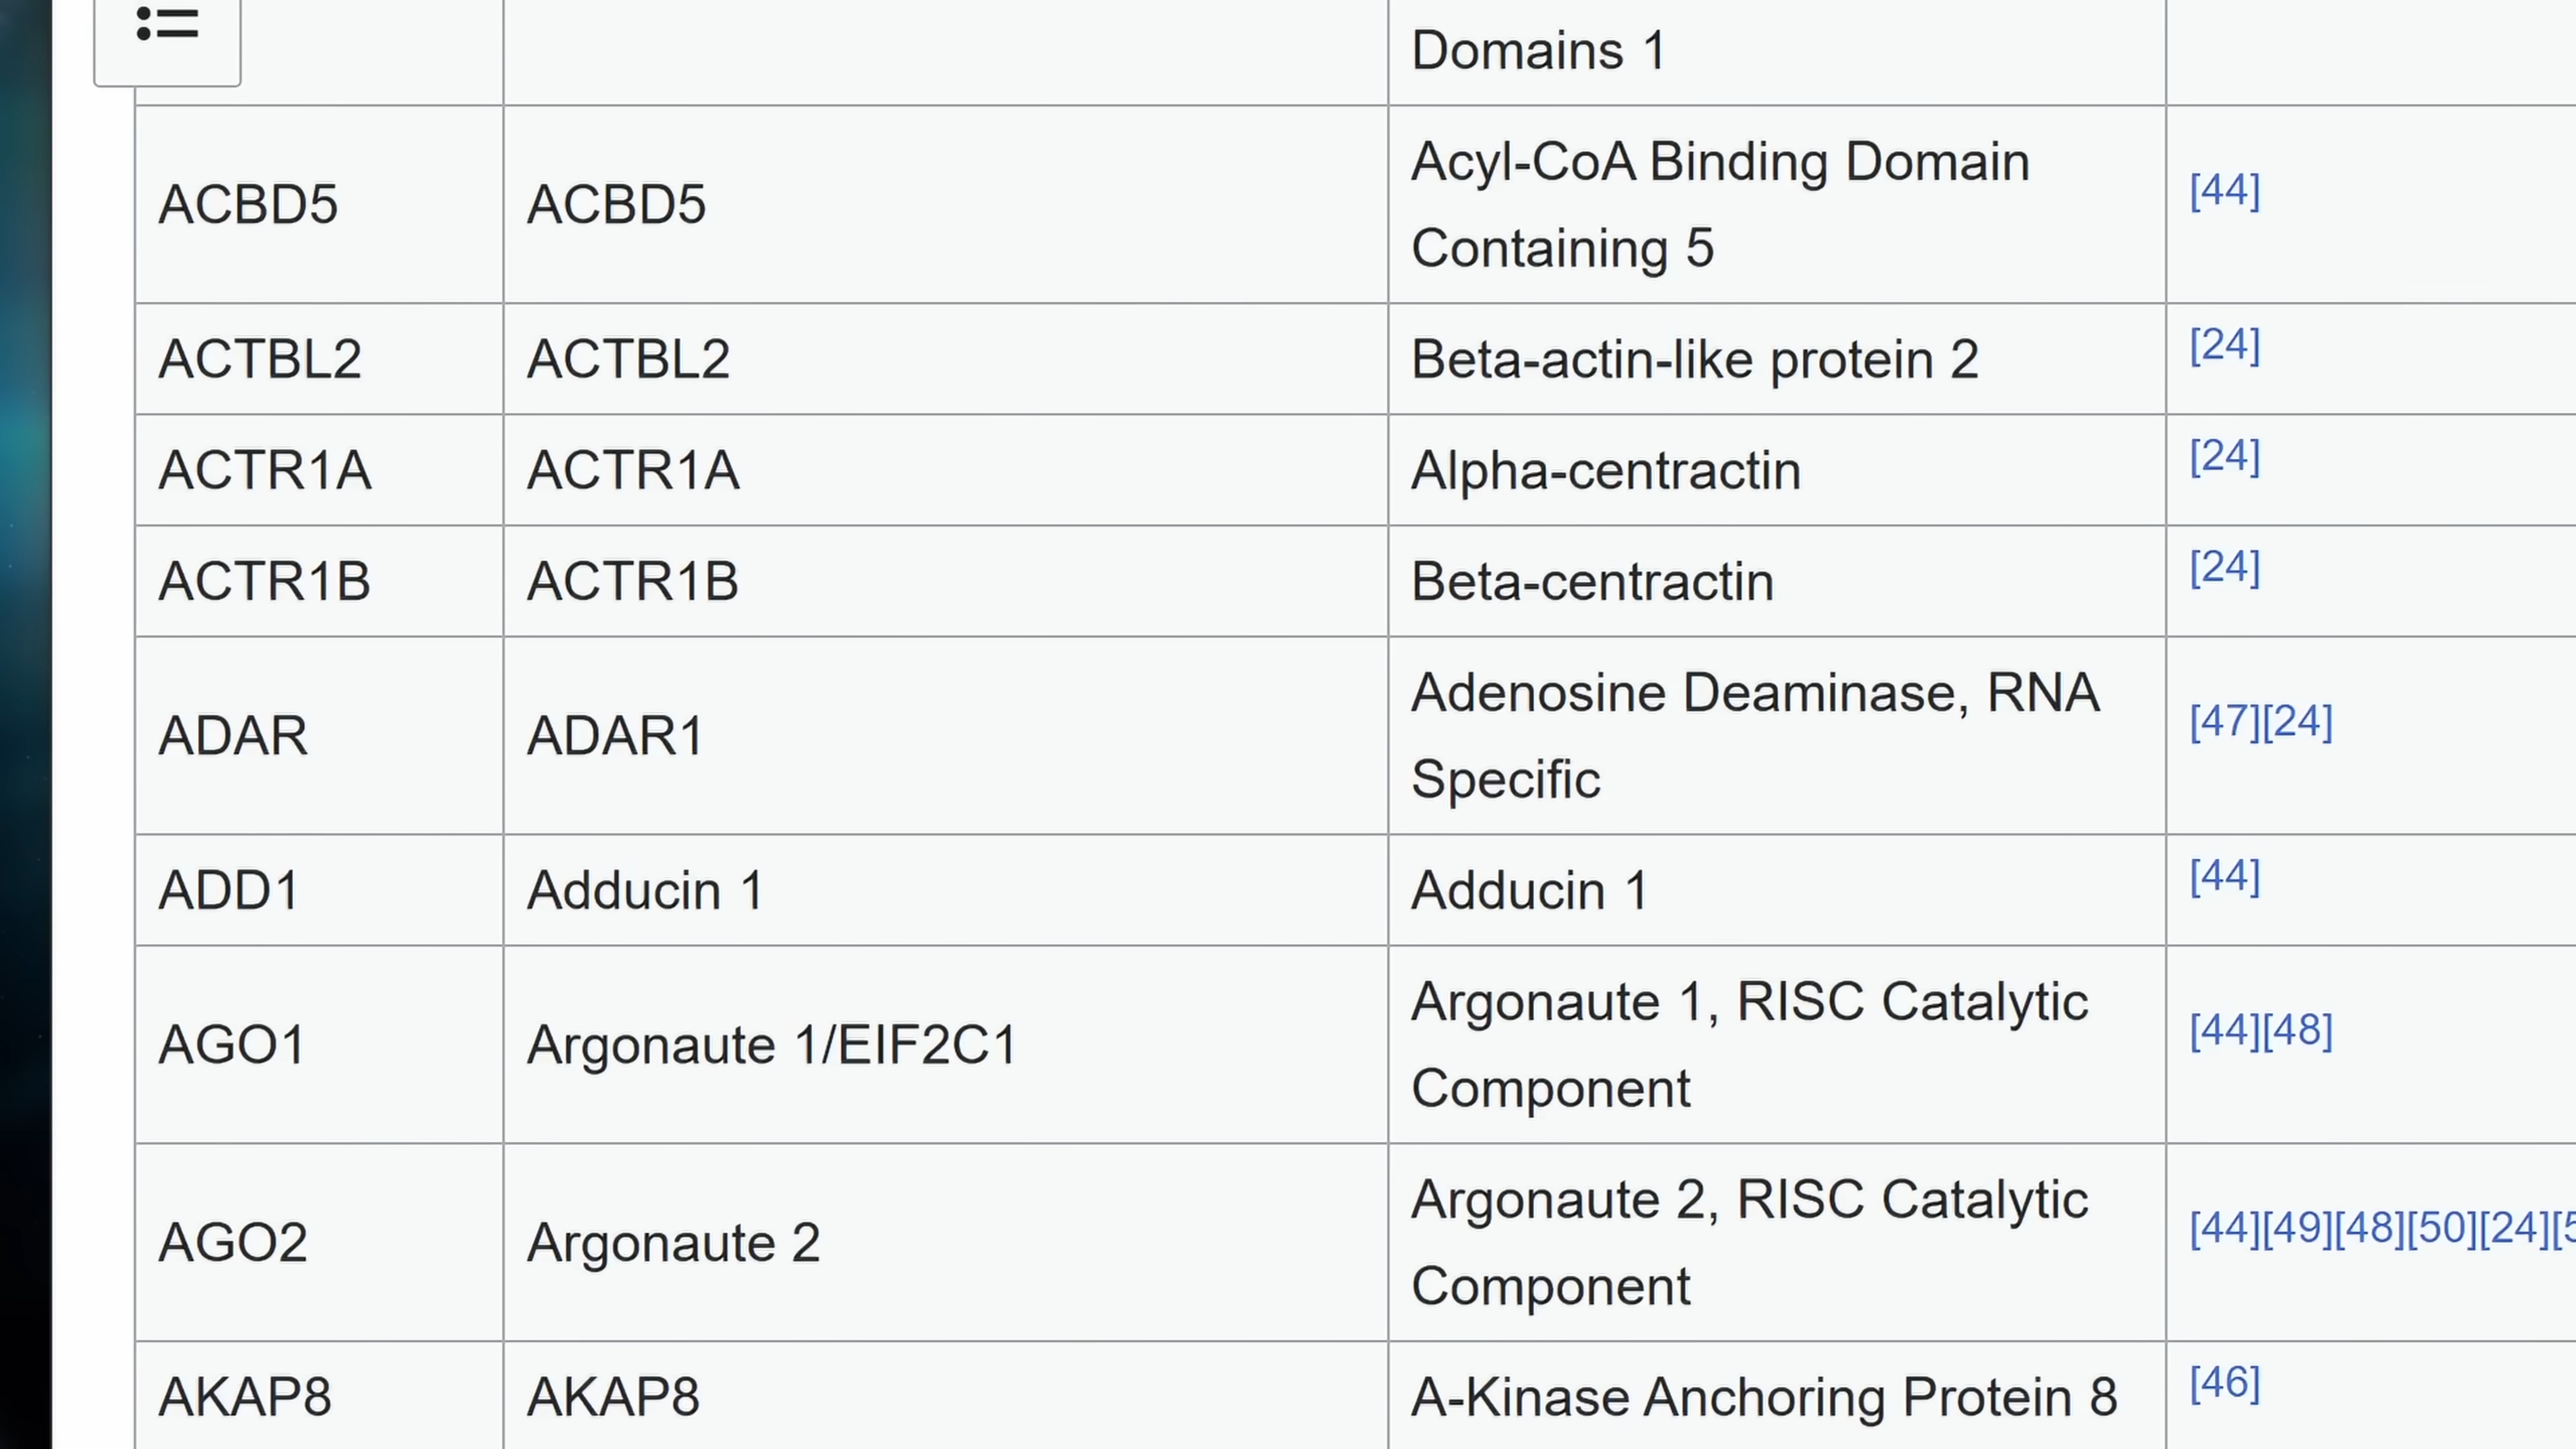 Domains 1
ACBD5 ACBD5 Acyl-CoA Binding Domain
Containing 5 [44]
ACTBL2 ACTBL2 Beta-actin-like protein 2 [24]
ACTR1A ACTR1A Alpha-centractin [24]
ACTR1B ACTR1B Beta-centractin [24]
ADAR ADAR1 Adenosine Deaminase, RNA
Specific [47][24]
ADD1 Adducin 1 Adducin 1 [44]
AGO1 Argonaute 1/EIF2C1 Argonaute 1, RISC Catalytic
Component [44][48]
AGO2 Argonaute 2 Argonaute 2, RISC Catalytic
Component [44][49][48][50][24]
AKAP8 AKAP8 A-Kinase Anchoring Protein 8 [46]